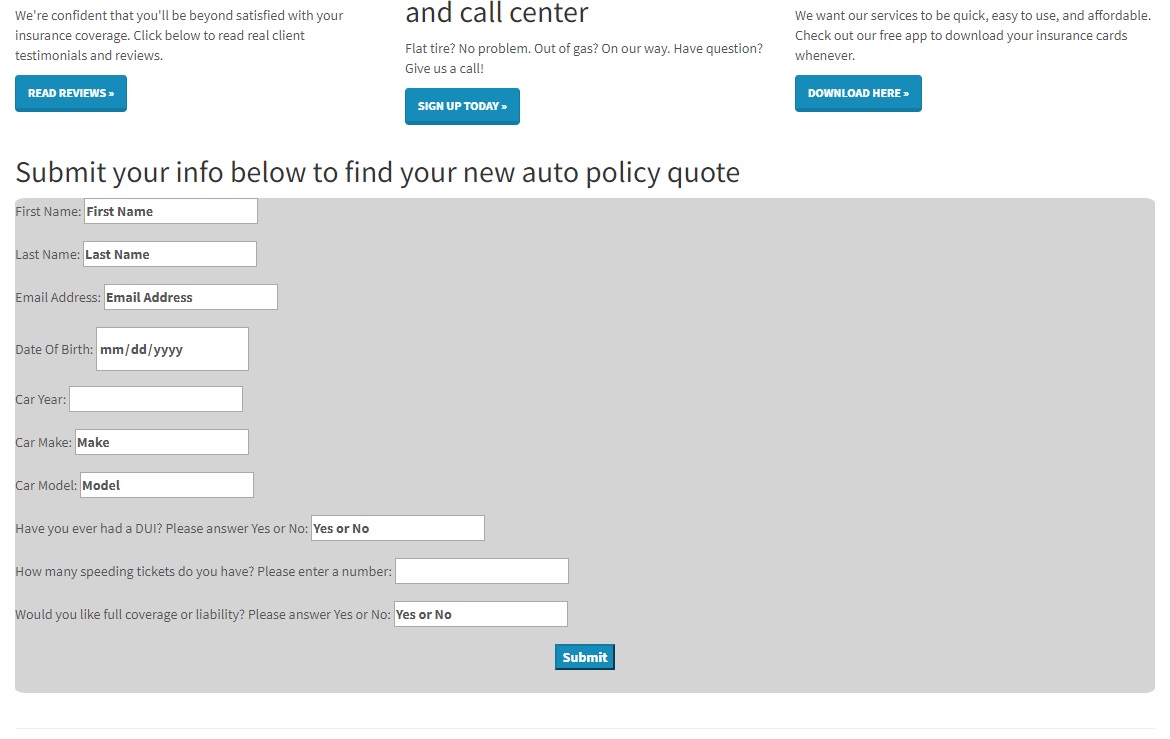 We're confident that you'll be beyond satisfied with your
insurance coverage. Click below to read real client
testimonials and reviews.
READ REVIEWS »
and call center
Flat tire? No problem. Out of gas? On our way. Have question?
Give us a call!
SIGN UP TODAY »
We want our services to be quick, easy to use, and affordable.
Check out our free app to download your insurance cards
whenever.
DOWNLOAD HERE »
Submit your info below to find your new auto policy quote
First Name: First Name
Last Name: Last Name
Email Address: Email Address
Date Of Birth: mm/dd/yyyy
Car Year:
Car Make: Make
Car Model: Model
Have you ever had a DUI? Please answer Yes or No: Yes or No
How many speeding tickets do you have? Please enter a number:
Would you like full coverage or liability? Please answer Yes or No: Yes or No
Submit